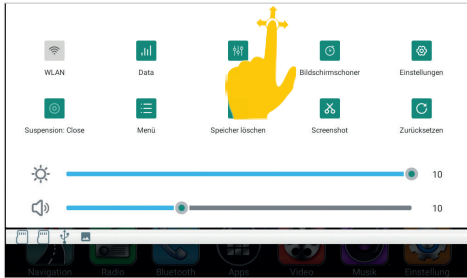 WLAN Data Bildschirmschoner Einstellungen
Suspension: Close Menü Speicher löschen Screenshot Zurücksetzen
10
10
Navigation Radio Bluetooth Apps Video Musik Einstellung